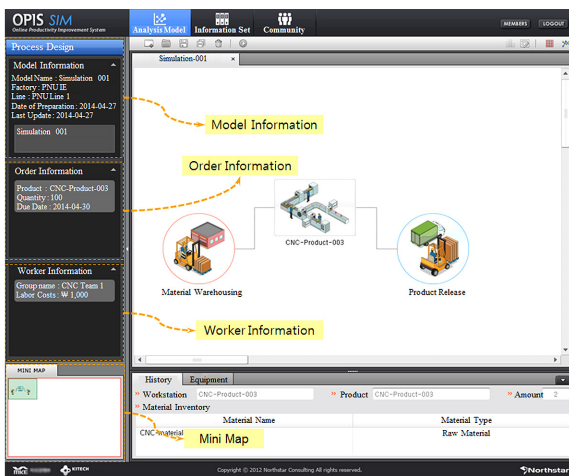 OPIS SIM
Online Productivity Improvement System
Analysis Model
Information Set
Community
MEMBERS
LOGOUT
Process Design
Simulation-001 ×
Model Information
Model Name : Simulation 001
Factory : PNU IE
Line : PNU Line 1
Date of Preparation : 2014-04-27
Last Update : 2014-04-27
Simulation 001
Model Information
Order Information
Order Information
Product : CNC-Product-003
Quantity : 100
Due Date : 2014-04-30
CNC-Product-003
Material Warehousing
Product Release
Worker Information
Group name : CNC Team 1
Labor Costs : ₩ 1,000
Worker Information
MINI MAP
History
Equipment
» Workstation CNC-Product-003
» Product CNC-Product-003
» Amount 2
» Material Inventory
Material Name
Material Type
CNC-material
Raw Material
Mini Map
MKE
KITECH
Copyright © 2012 Northstar Consulting All rights reserved.
Northstar